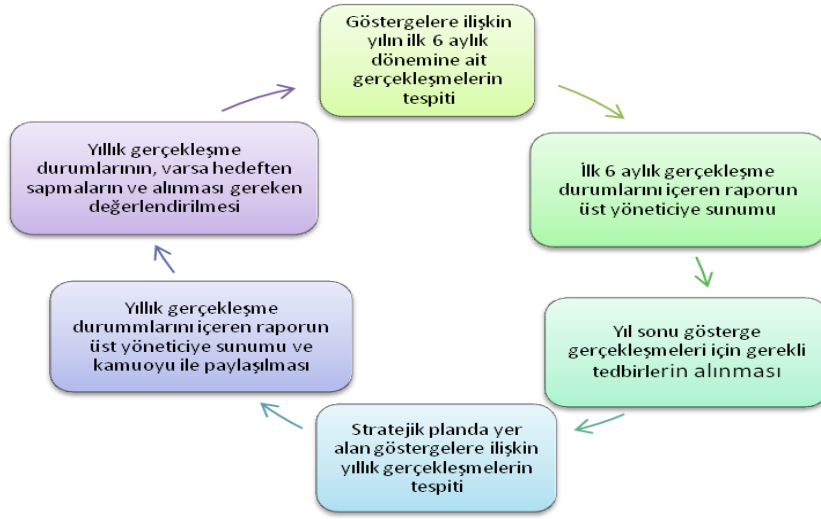 Göstergelere ilişkin
yılın ilk 6 aylık
dönemine ait
gerçekleşmelerin
tespiti
İlk 6 aylık gerçekleşme
durumlarını içeren raporun
üst yöneticiye sunumu
Yıl sonu gösterge
gerçekleşmeleri için gerekli
tedbirlerin alınması
Stratejik planda yer
alan göstergelere ilişkin
yıllık gerçekleşmelerin
tespiti
Yıllık gerçekleşme
durummlarını içeren raporun
üst yöneticiye sunumu ve
kamuoyu ile paylaşılması
Yıllık gerçekleşme
durumlarının, varsa hedeften
sapmaların ve alınması gereken
değerlendirilmesi